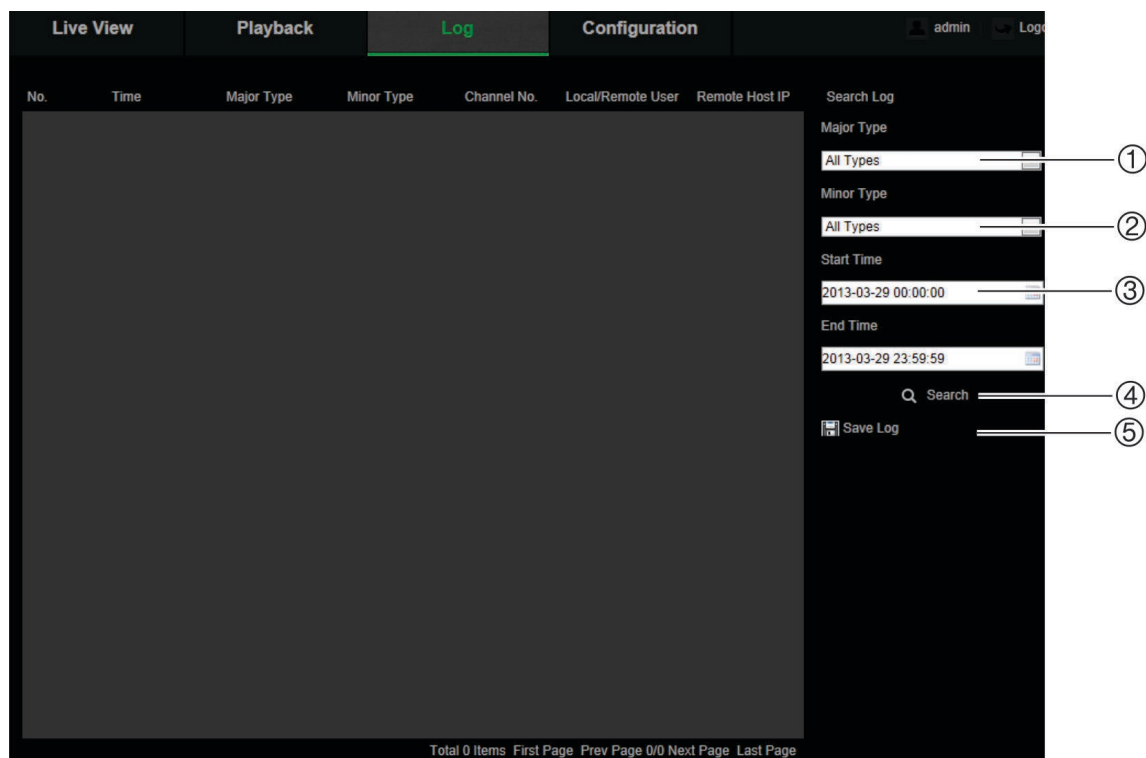 Live View Playback Log Configuration admin
No. Time Major Type Minor Type Channel No. Local/Remote User Remote Host IP Search Log
Major Type
All Types ①
Minor Type
All Types ②
Start Time
2013-03-29 00:00:00 ③
End Time
2013-03-29 23:59:59
Search ④
Save Log ⑤
Total 0 Items First Page Prev Page 0/0 Next Page Last Page